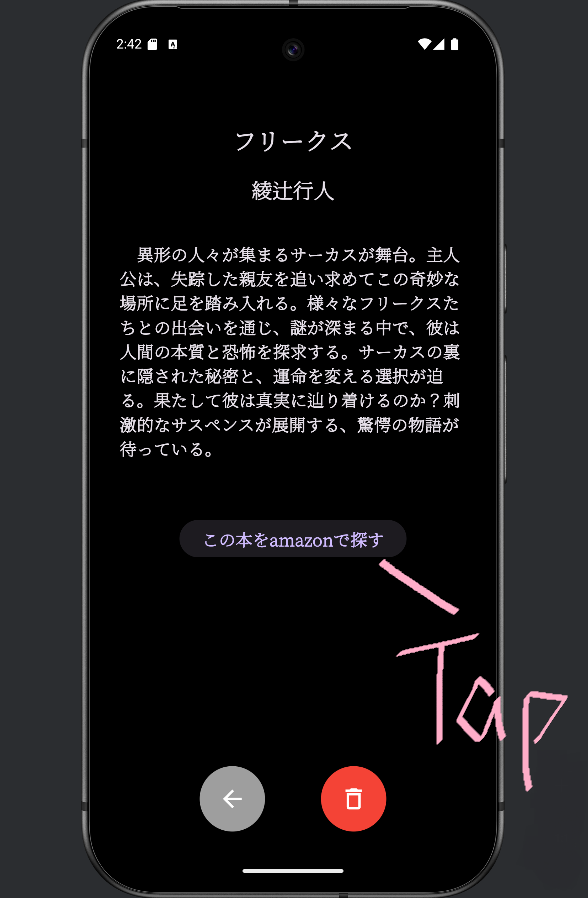 2:42
フリークス
綾辻行人
異形の人々が集まるサーカスが舞台。主人
公は、失踪した親友を追い求めてこの奇妙な
場所に足を踏み入れる。様々なフリークスた
ちとの出会いを通じ、謎が深まる中で、彼は
人間の本質と恐怖を探求する。サーカスの裏
に隠された秘密と、運命を変える選択が迫
る。果たして彼は真実に辿り着けるのか？刺
激的なサスペンスが展開する、驚愕の物語が
待っている。
この本をamazonで探す
Tap